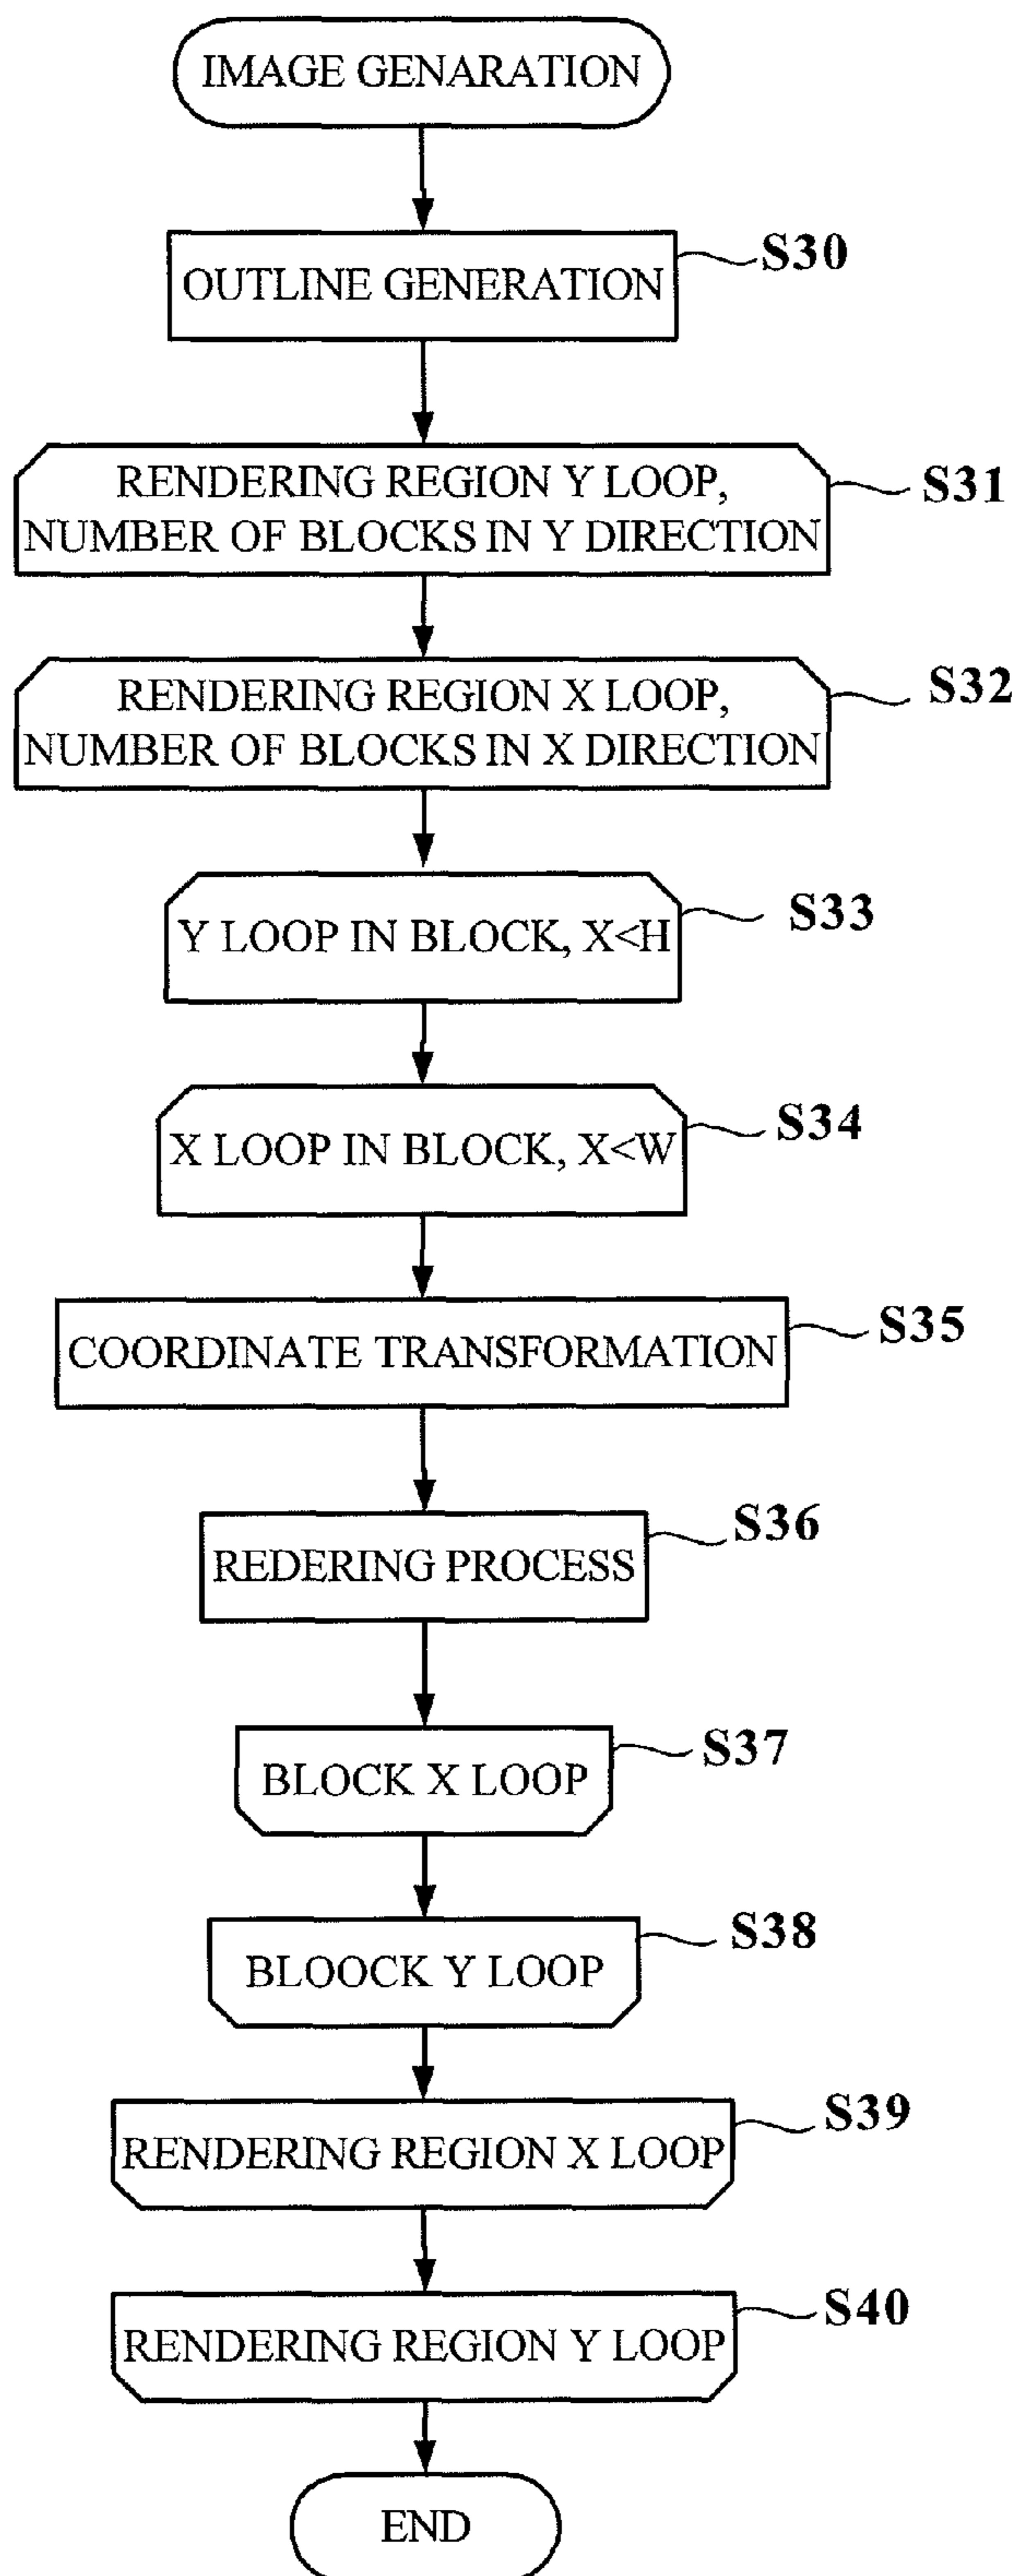 IMAGE GENARATION
OUTLINE GENERATION
S30
RENDERING REGION Y LOOP,
NUMBER OF BLOCKS IN Y DIRECTION
S31
RENDERING REGION X LOOP,
NUMBER OF BLOCKS IN X DIRECTION
S32
Y LOOP IN BLOCK, X<H
S33
X LOOP IN BLOCK, X<W
S34
COORDINATE TRANSFORMATION
S35
REDERING PROCESS
S36
BLOCK X LOOP
S37
BLOOCK Y LOOP
S38
RENDERING REGION X LOOP
S39
RENDERING REGION Y LOOP
S40
END